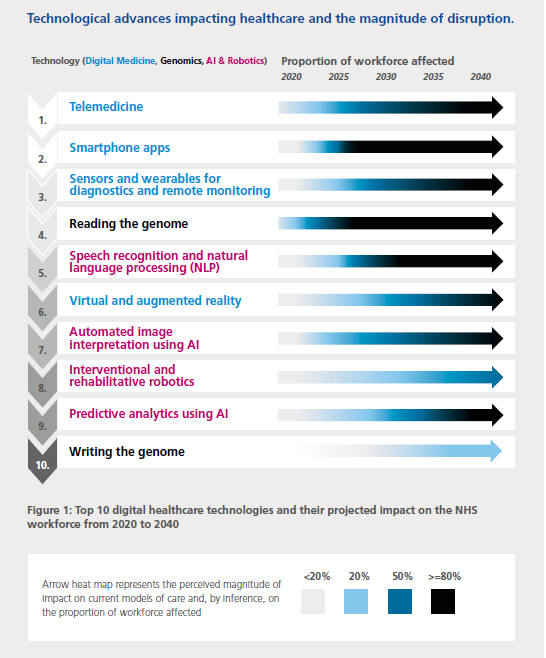 Technological advances impacting healthcare and the magnitude of disruption.
Technology (Digital Medicine, Genomics, AI & Robotics)
Proportion of workforce affected
2020 2025 2030 2035 2040
1. Telemedicine
2. Smartphone apps
3. Sensors and wearables for
diagnostics and remote monitoring
4. Reading the genome
5. Speech recognition and natural
language processing (NLP)
6. Virtual and augmented reality
7. Automated image
interpretation using AI
8. Interventional and
rehabilitative robotics
9. Predictive analytics using AI
10. Writing the genome
Figure 1: Top 10 digital healthcare technologies and their projected impact on the NHS
workforce from 2020 to 2040
Arrow heat map represents the perceived magnitude of
impact on current models of care and, by inference, on
the proportion of workforce affected
<20% 20% 50% >=80%